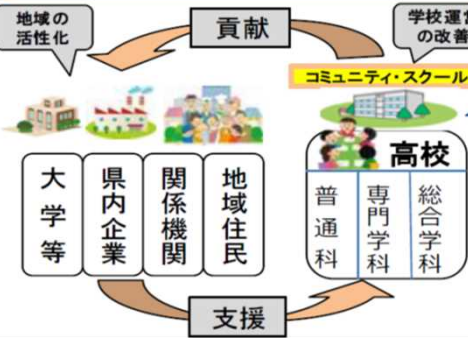 地域の
活性化
貢献
学校運営
の改善
コミュニティ・スクール
高校
大学等
県内企業
関係機関
地域住民
普通科
専門学科
総合学科
支援